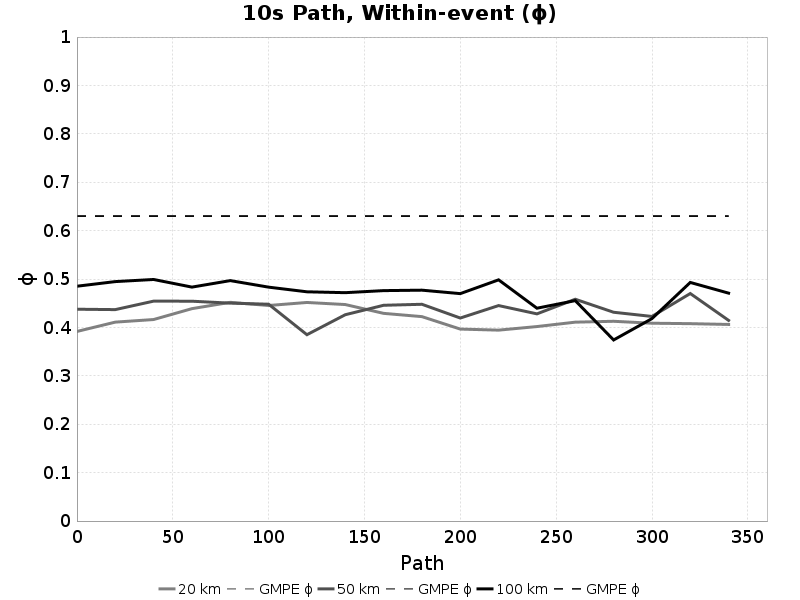 10s Path, Within-event (ϕ)
1
0.9
0.8
0.7
0.6
0.5
0.4
0.3
0.2
0.1
0
ϕ
0 50 100 150 200 250 300 350
Path
20 km GMPE ϕ 50 km GMPE ϕ 100 km GMPE ϕ